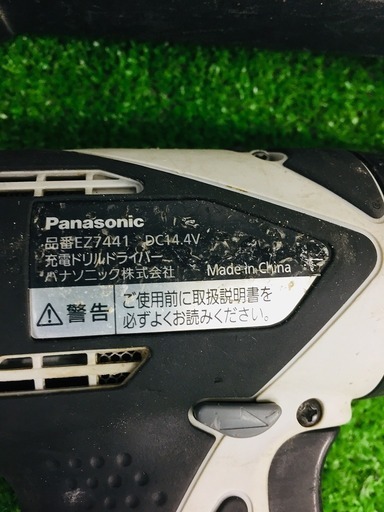 Panasonic
品番EZ7441 DC14.4V
充電ドリルドライバー
パナソニック株式会社 Made in China
警告 ご使用前に取扱説明書を
必ずよくお読みください。